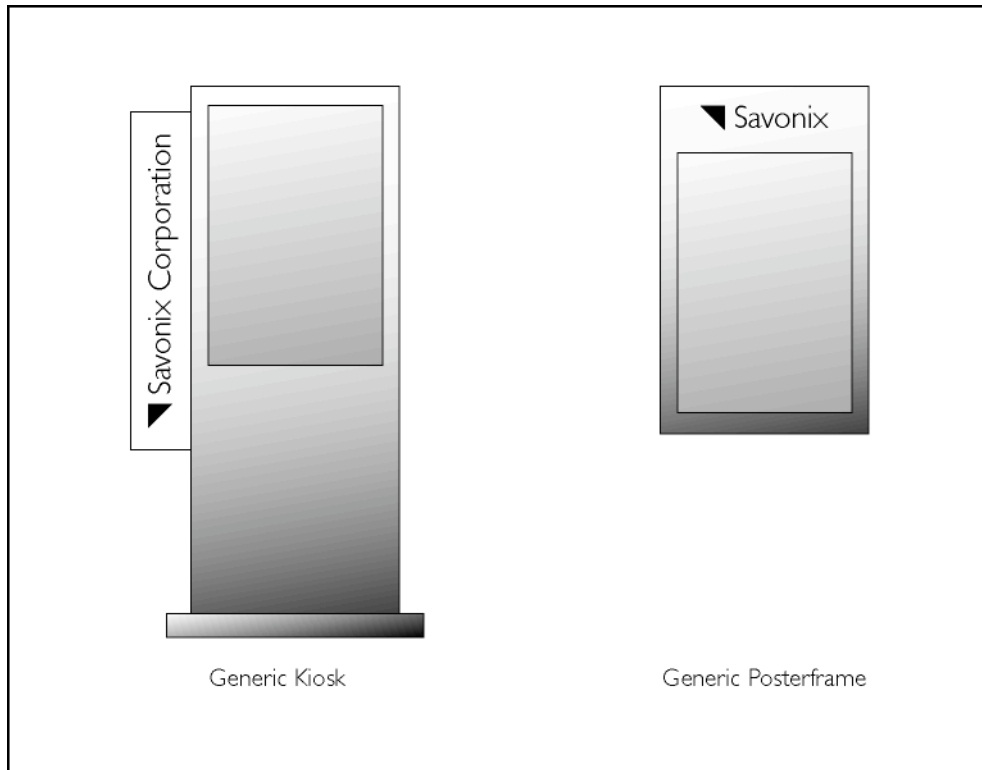 Savonix Corporation
Savonix
Generic Kiosk
Generic Posterframe